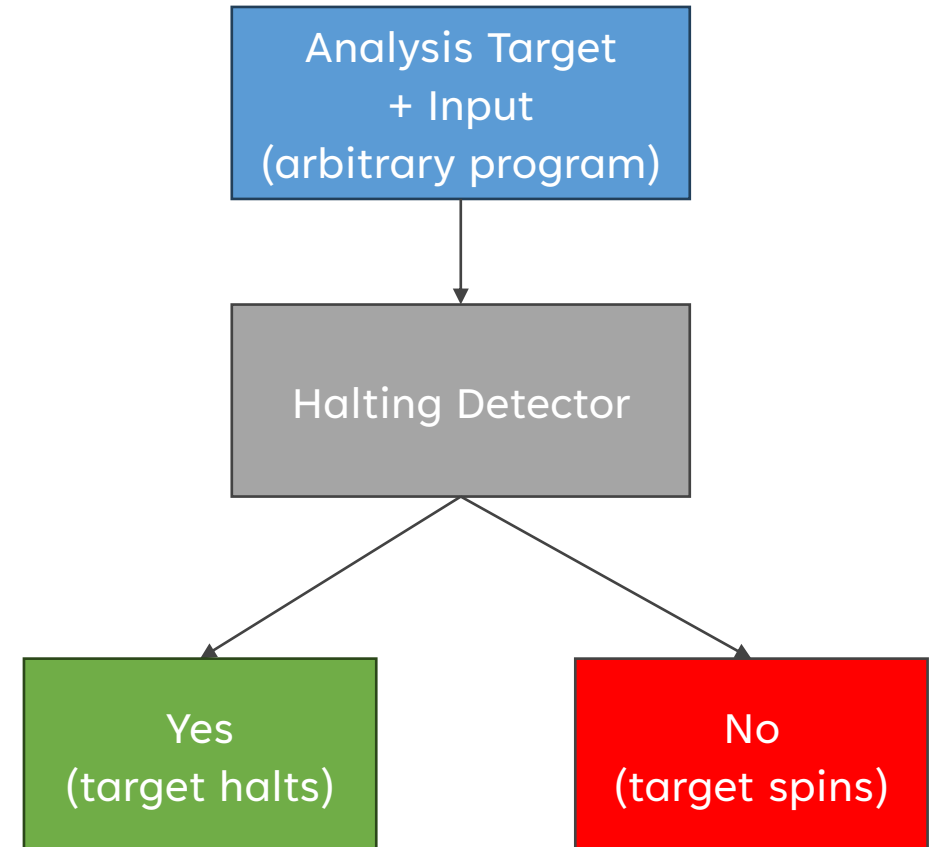 Analysis Target
+ Input
(arbitrary program)
Halting Detector
Yes
(target halts)
No
(target spins)